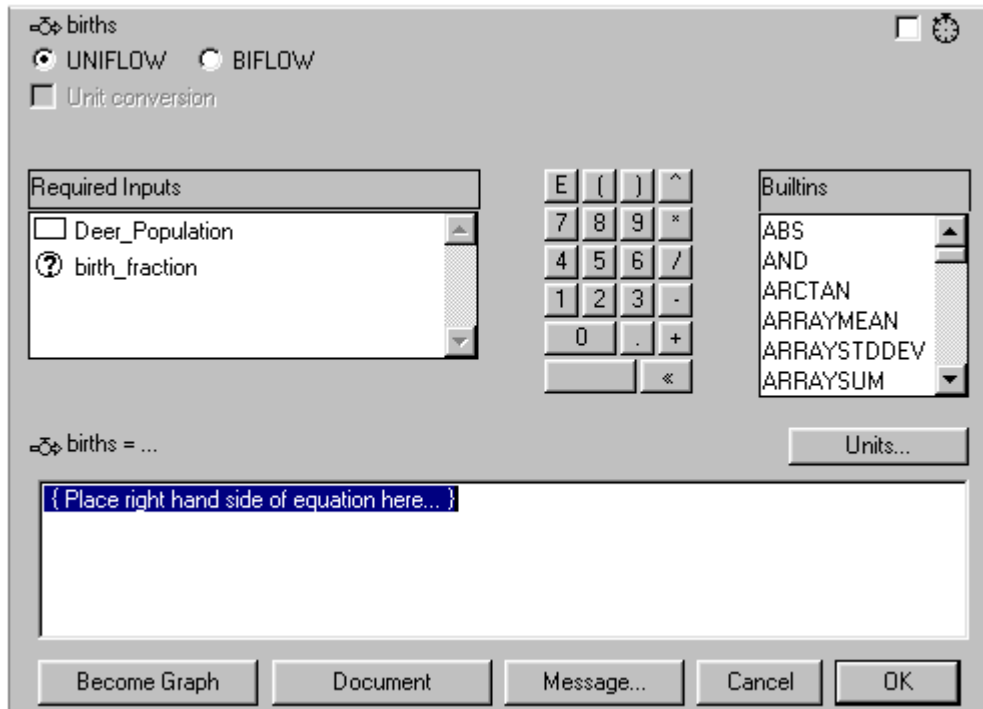 births
UNIFLOW BIFLOW
Unit conversion
Required Inputs
Deer_Population
? birth_fraction
E ( ) ^
7 8 9 *
4 5 6 /
1 2 3 -
0 . +
«
Builtins
ABS
AND
ARCTAN
ARRAYMEAN
ARRAYSTDDEV
ARRAYSUM
births = ...
Units...
{ Place right hand side of equation here... }
Become Graph Document Message... Cancel OK